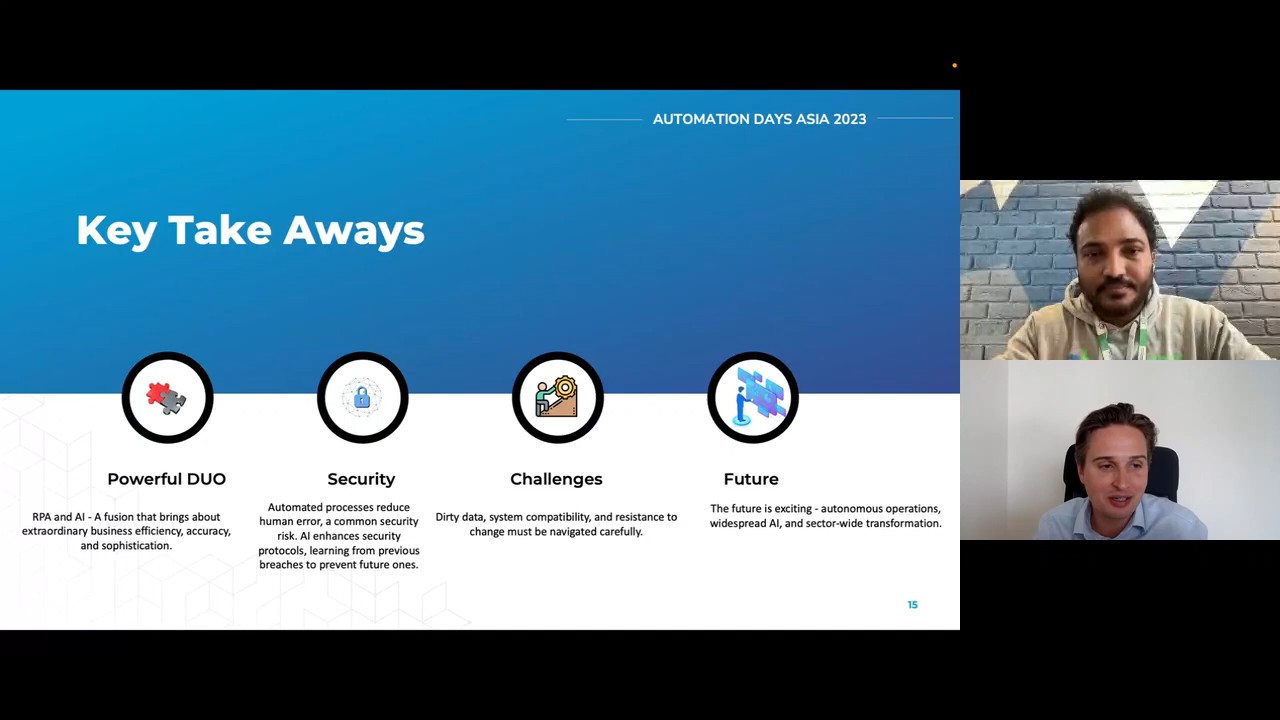 AUTOMATION DAYS ASIA 2023
Key Take Aways
Powerful DUO
RPA and AI - A fusion that brings about
extraordinary business efficiency, accuracy,
and sophistication.
Security
Automated processes reduce
human error, a common security
risk. AI enhances security
protocols, learning from previous
breaches to prevent future ones.
Challenges
Dirty data, system compatibility, and resistance to
change must be navigated carefully.
Future
The future is exciting - autonomous operations,
widespread AI, and sector-wide transformation.
15